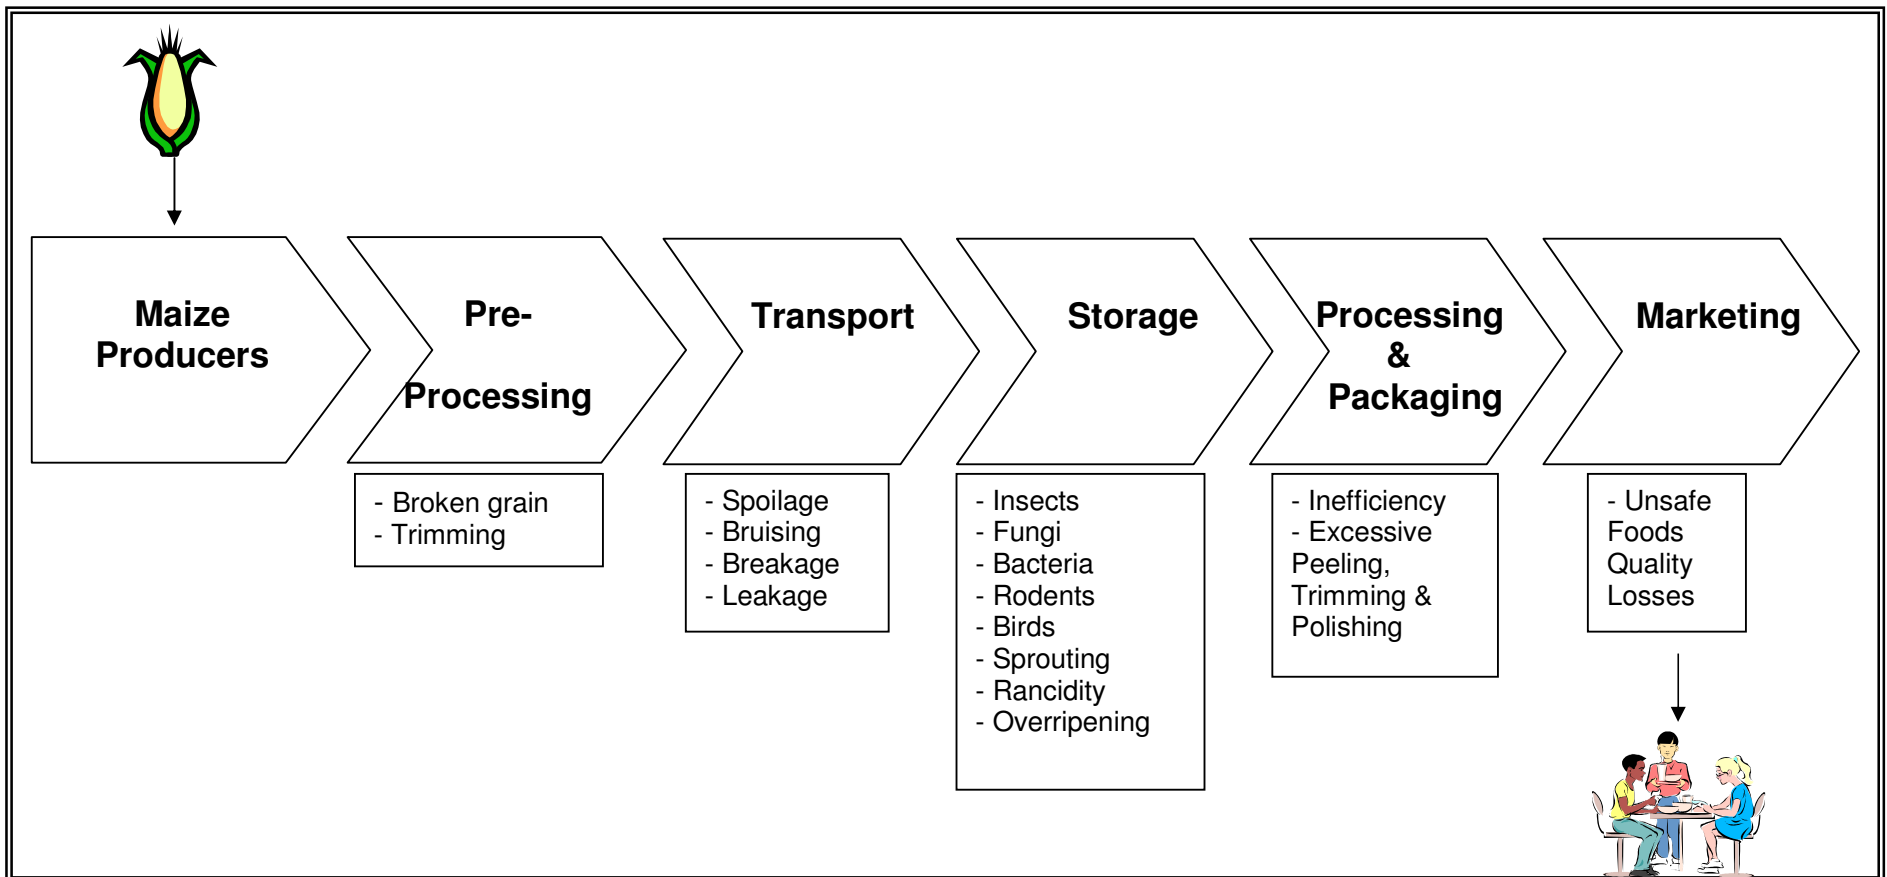 Maize
Producers
Pre-
Processing
Transport
Storage
Processing
&
Packaging
Marketing
- Broken grain
- Trimming
- Spoilage
- Bruising
- Breakage
- Leakage
- Insects
- Fungi
- Bacteria
- Rodents
- Birds
- Sprouting
- Rancidity
- Overripening
- Inefficiency
- Excessive
Peeling,
Trimming &
Polishing
- Unsafe
Foods
Quality
Losses